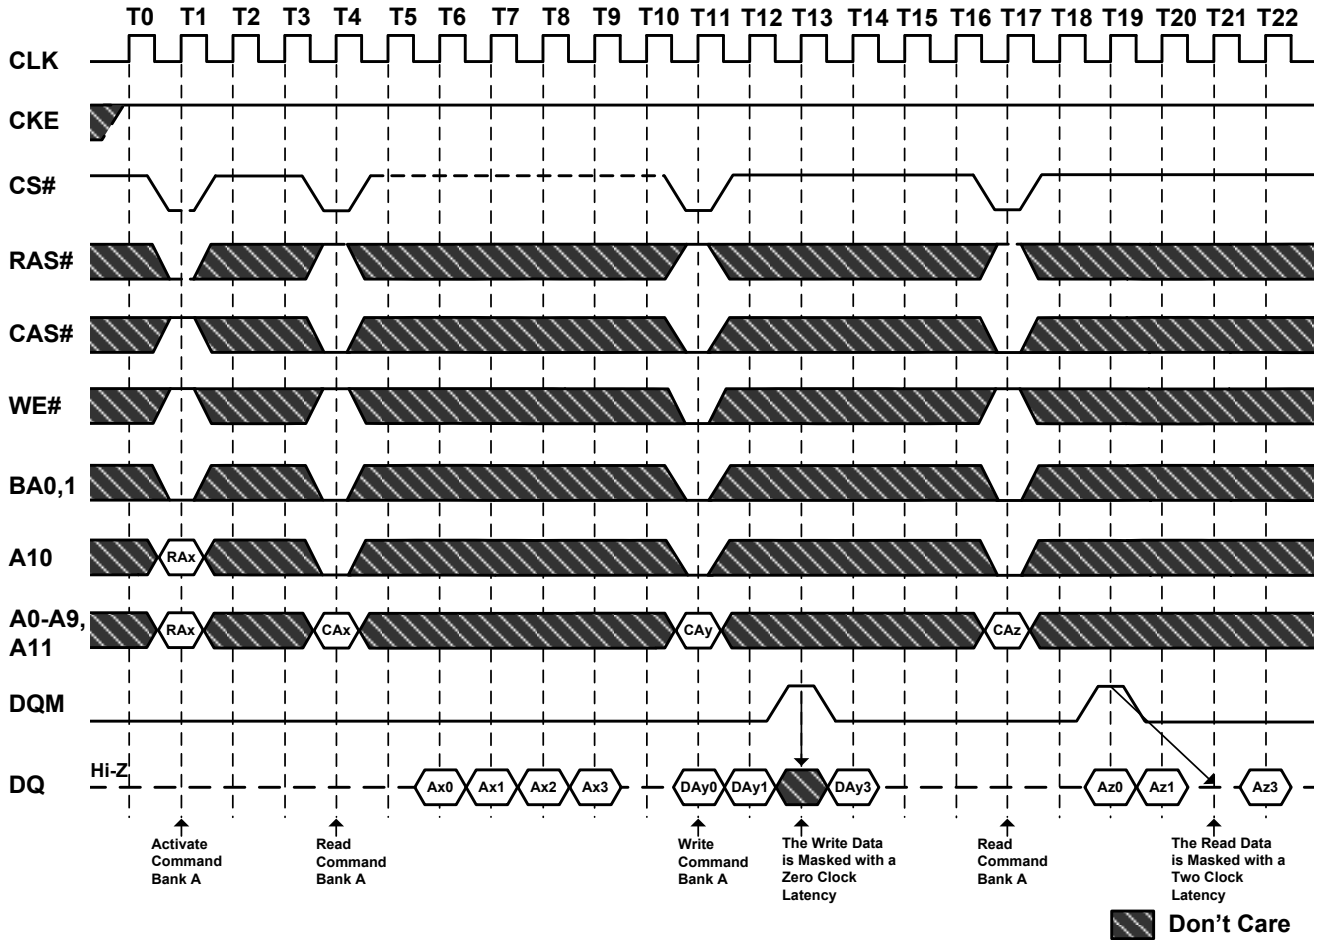 T0 T1 T2 T3 T4 T5 T6 T7 T8 T9 T10 T11 T12 T13 T14 T15 T16 T17 T18 T19 T20 T21 T22
CLK
CKE
CS#
RAS#
CAS#
WE#
BA0,1
A10
RAx
A0-A9,
A11
RAx CAx CAy CAz
DQM
DQ
Hi-Z
Ax0 Ax1 Ax2 Ax3 DAy0 DAy1 DAy3 Az0 Az1 Az3
Activate
Command
Bank A
Read
Command
Bank A
Write
Command
Bank A
The Write Data
is Masked with a
Zero Clock
Latency
Read
Command
Bank A
The Read Data
is Masked with a
Two Clock
Latency
Don't Care